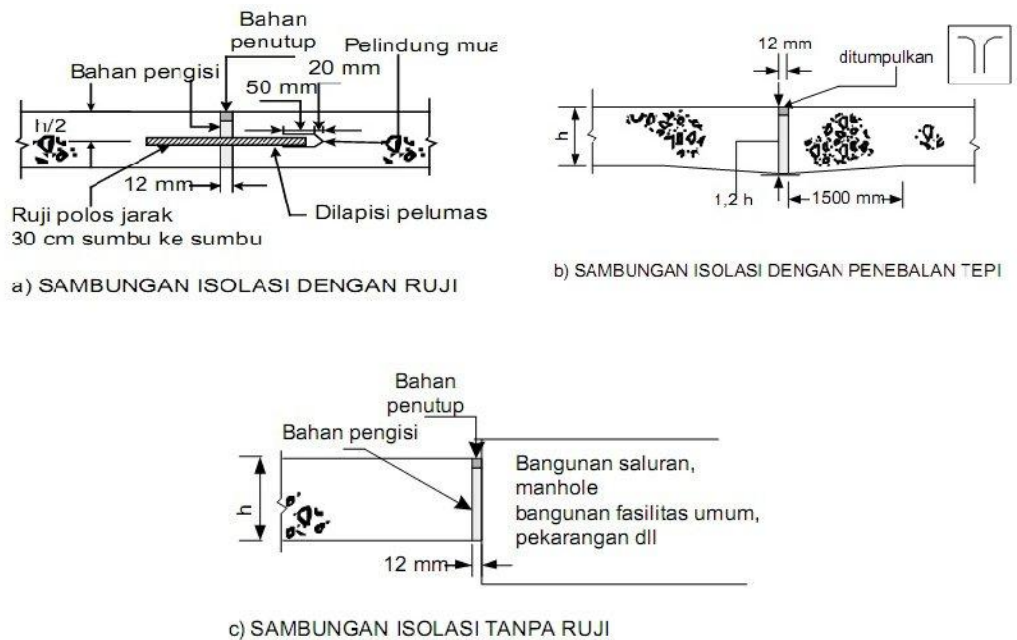 Bahan
penutup
Pelindung mua
20 mm
Bahan pengisi
50 mm
h/2
12 mm
Ruji polos jarak
30 cm sumbu ke sumbu
Dilapisi pelumas
a) SAMBUNGAN ISOLASI DENGAN RUJI
12 mm
ditumpulkan
h
1,2 h
1500 mm
b) SAMBUNGAN ISOLASI DENGAN PENEBALAN TEPI
Bahan
penutup
Bahan pengisi
h
Bangunan saluran,
manhole
bangunan fasilitas umum,
pekarangan dll
12 mm
c) SAMBUNGAN ISOLASI TANPA RUJI